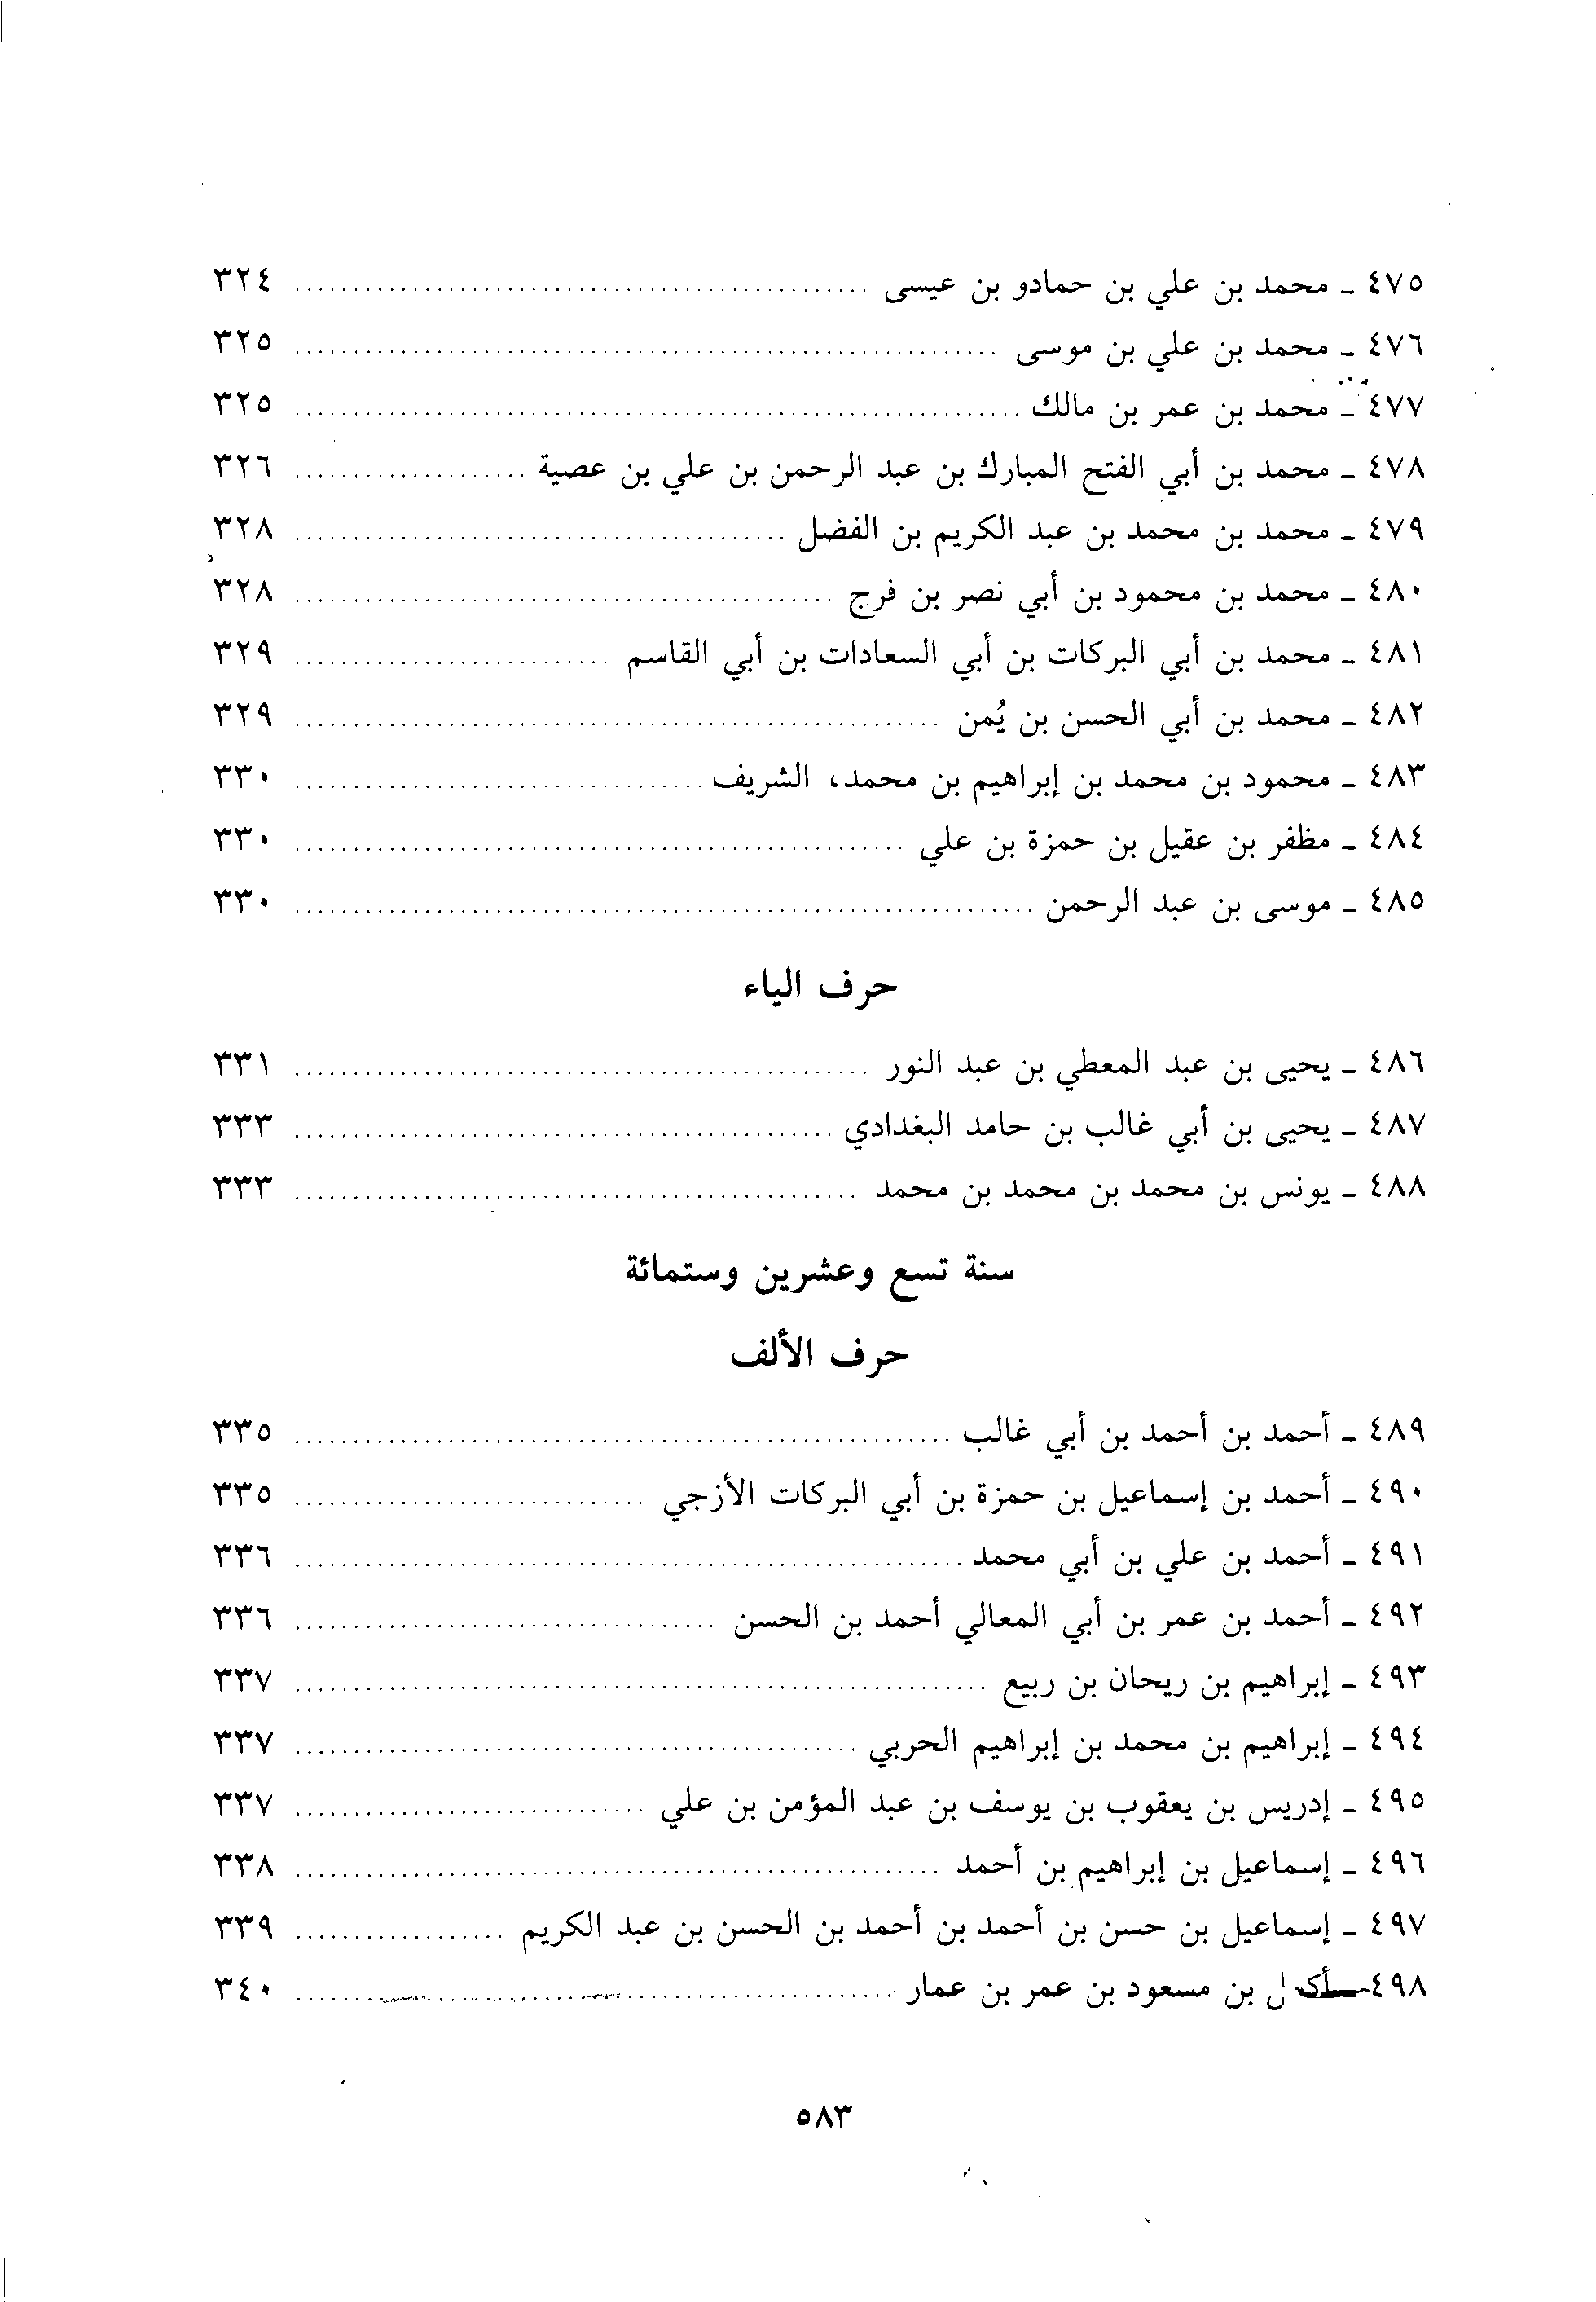 ٤٧٥ ـ محمد بن علي بن حمادو بن عيسى ........ ٣٢٤
٤٧٦ ـ محمد بن علي بن موسى ........ ٣٢٥
٤٧٧ ـ محمد بن عمر بن مالك ........ ٣٢٥
٤٧٨ ـ محمد بن أبي الفتح المبارك بن عبد الرحمن بن علي بن عصية ........ ٣٢٦
٤٧٩ ـ محمد بن محمد بن عبد الكريم بن الفضل ........ ٣٢٨
٤٨٠ ـ محمد بن محمود بن أبي نصر بن فرج ........ ٣٢٨
٤٨١ ـ محمد بن أبي البركات بن أبي السعادات بن أبي القاسم ........ ٣٢٩
٤٨٢ ـ محمد بن أبي الحسن بن يُمن ........ ٣٢٩
٤٨٣ ـ محمود بن محمد بن إبراهيم بن محمد، الشريف ........ ٣٣٠
٤٨٤ ـ مظفر بن عقيل بن حمزة بن علي ........ ٣٣٠
٤٨٥ ـ موسى بن عبد الرحمن ........ ٣٣٠
حرف الياء
٤٨٦ ـ يحيى بن عبد المعطي بن عبد النور ........ ٣٣١
٤٨٧ ـ يحيى بن أبي غالب بن حامد البغدادي ........ ٣٣٣
٤٨٨ ـ يونس بن محمد بن محمد بن محمد ........ ٣٣٣
سنة تسع وعشرين وستمائة
حرف الألف
٤٨٩ ـ أحمد بن أحمد بن أبي غالب ........ ٣٣٥
٤٩٠ ـ أحمد بن إسماعيل بن حمزة بن أبي البركات الأزجي ........ ٣٣٥
٤٩١ ـ أحمد بن علي بن أبي محمد ........ ٣٣٦
٤٩٢ ـ أحمد بن عمر بن أبي المعالي أحمد بن الحسن ........ ٣٣٦
٤٩٣ ـ إبراهيم بن ريحان بن ربيع ........ ٣٣٧
٤٩٤ ـ إبراهيم بن محمد بن إبراهيم الحربي ........ ٣٣٧
٤٩٥ ـ إدريس بن يعقوب بن يوسف بن عبد المؤمن بن علي ........ ٣٣٧
٤٩٦ ـ إسماعيل بن إبراهيم بن أحمد ........ ٣٣٨
٤٩٧ ـ إسماعيل بن حسن بن أحمد بن أحمد بن الحسن بن عبد الكريم ........ ٣٣٩
٤٩٨ ـ بن مسعود بن عمر بن عمار ........ ٣٤٠
٥٨٣